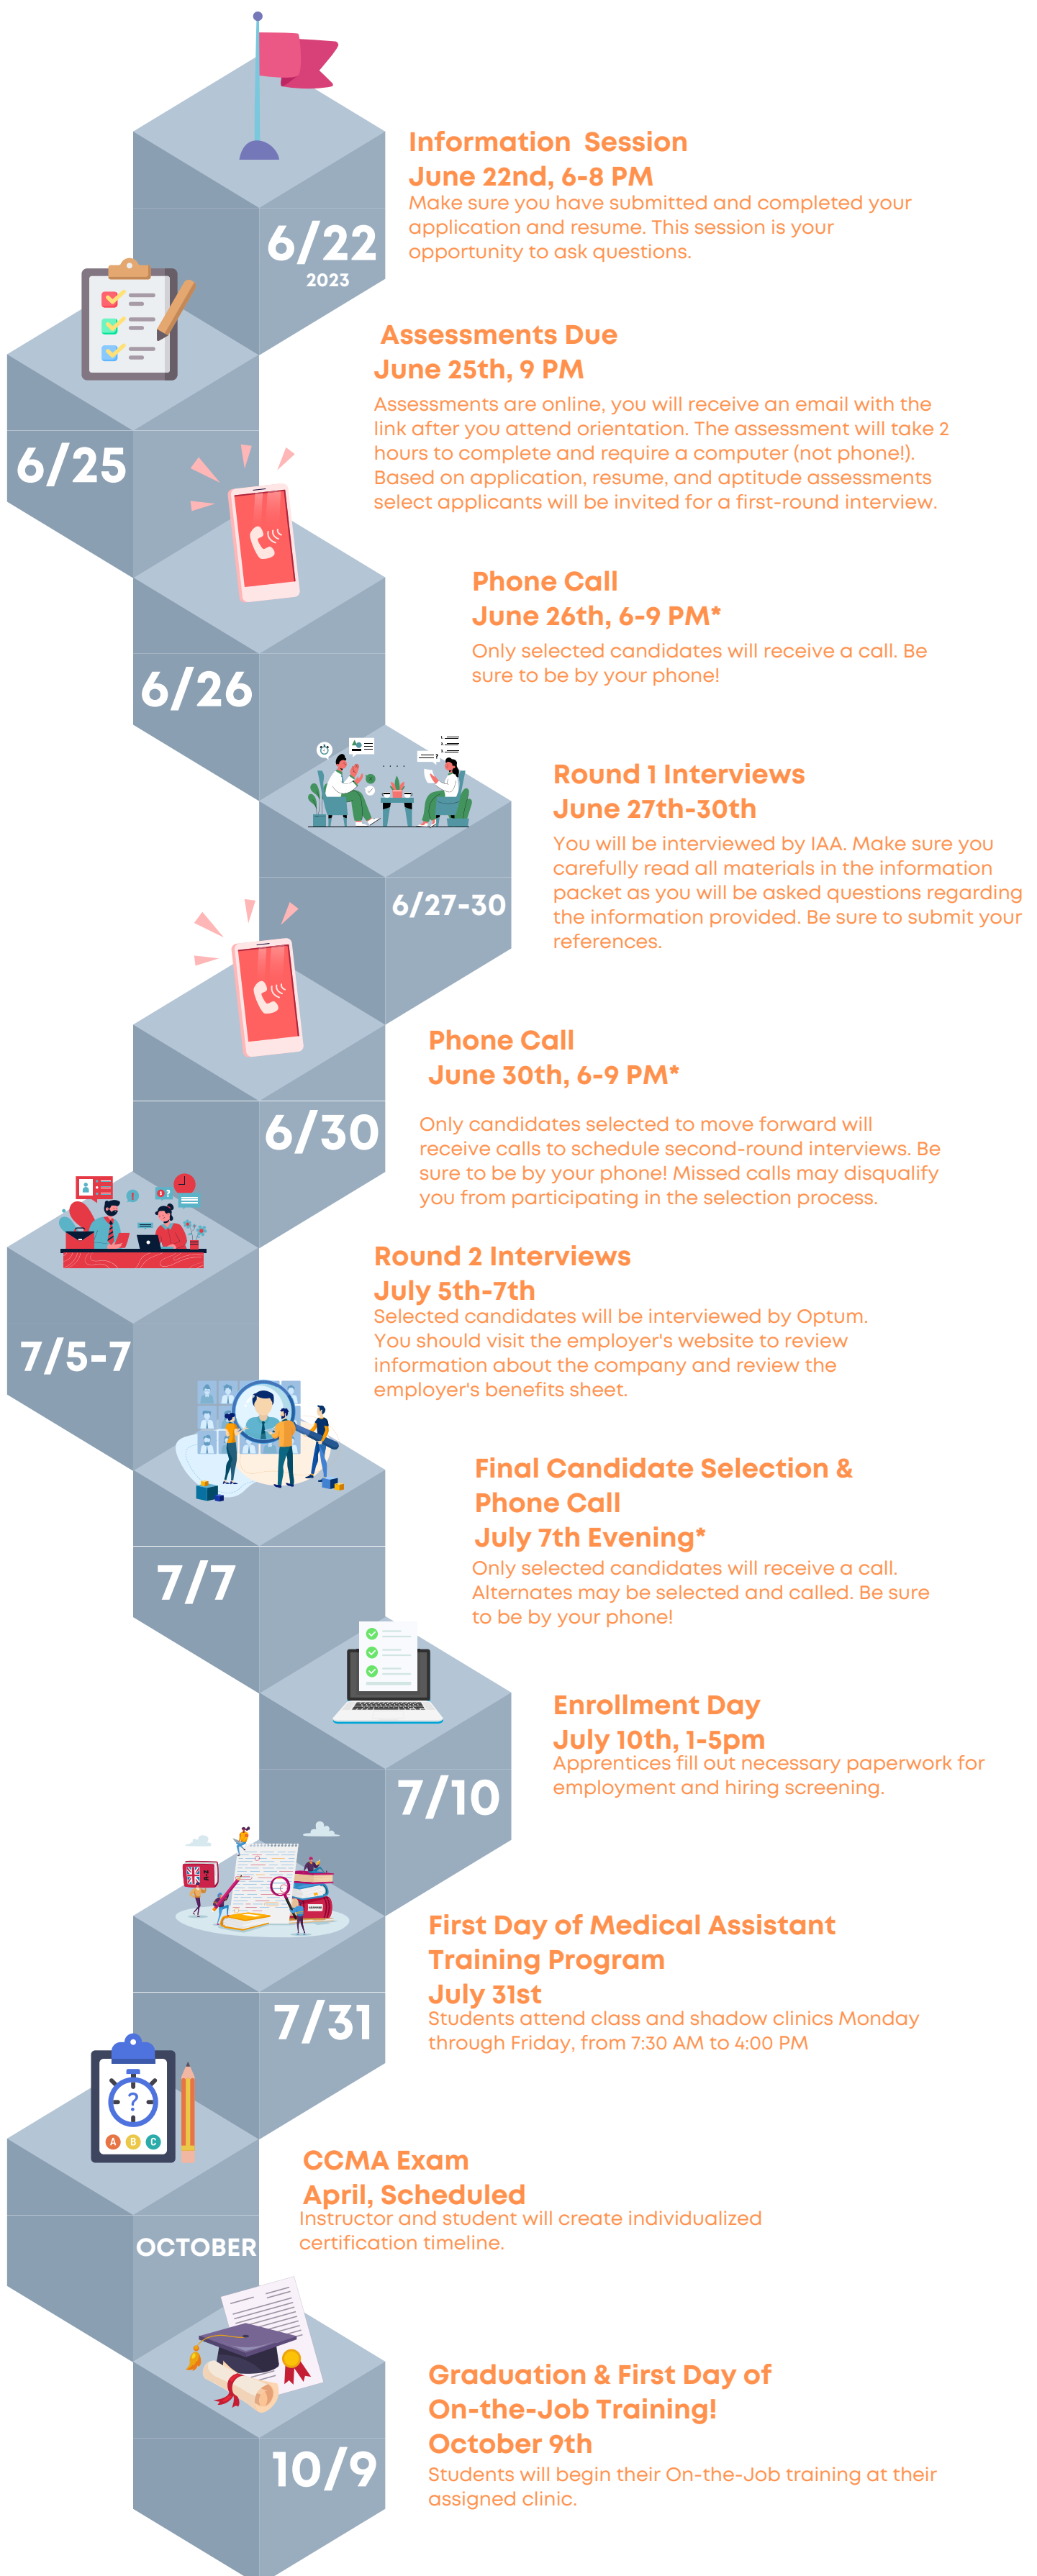 Information Session
June 22nd, 6-8 PM
Make sure you have submitted and completed your
application and resume. This session is your
opportunity to ask questions.
6/22
2023
Assessments Due
June 25th, 9 PM
Assessments are online, you will receive an email with the
link after you attend orientation. The assessment will take 2
hours to complete and require a computer (not phone!).
Based on application, resume, and aptitude assessments
select applicants will be invited for a first-round interview.
6/25
Phone Call
June 26th, 6-9 PM*
Only selected candidates will receive a call. Be
sure to be by your phone!
6/26
Round 1 Interviews
June 27th-30th
You will be interviewed by IAA. Make sure you
carefully read all materials in the information
packet as you will be asked questions regarding
the information provided. Be sure to submit your
references.
6/27-30
Phone Call
June 30th, 6-9 PM*
Only candidates selected to move forward will
receive calls to schedule second-round interviews. Be
sure to be by your phone! Missed calls may disqualify
you from participating in the selection process.
6/30
Round 2 Interviews
July 5th-7th
Selected candidates will be interviewed by Optum.
You should visit the employer's website to review
information about the company and review the
employer's benefits sheet.
7/5-7
Final Candidate Selection &
Phone Call
July 7th Evening*
Only selected candidates will receive a call.
Alternates may be selected and called. Be sure
to be by your phone!
7/7
Enrollment Day
July 10th, 1-5pm
Apprentices fill out necessary paperwork for
employment and hiring screening.
7/10
First Day of Medical Assistant
Training Program
July 31st
Students attend class and shadow clinics Monday
through Friday, from 7:30 AM to 4:00 PM
7/31
?
A B C
CCMA Exam
April, Scheduled
Instructor and student will create individualized
certification timeline.
OCTOBER
Graduation & First Day of
On-the-Job Training!
October 9th
Students will begin their On-the-Job training at their
assigned clinic.
10/9